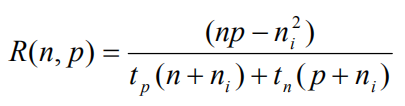 R(n, p) = (np − n_i^2) / (t_p(n + n_i) + t_n(p + n_i))